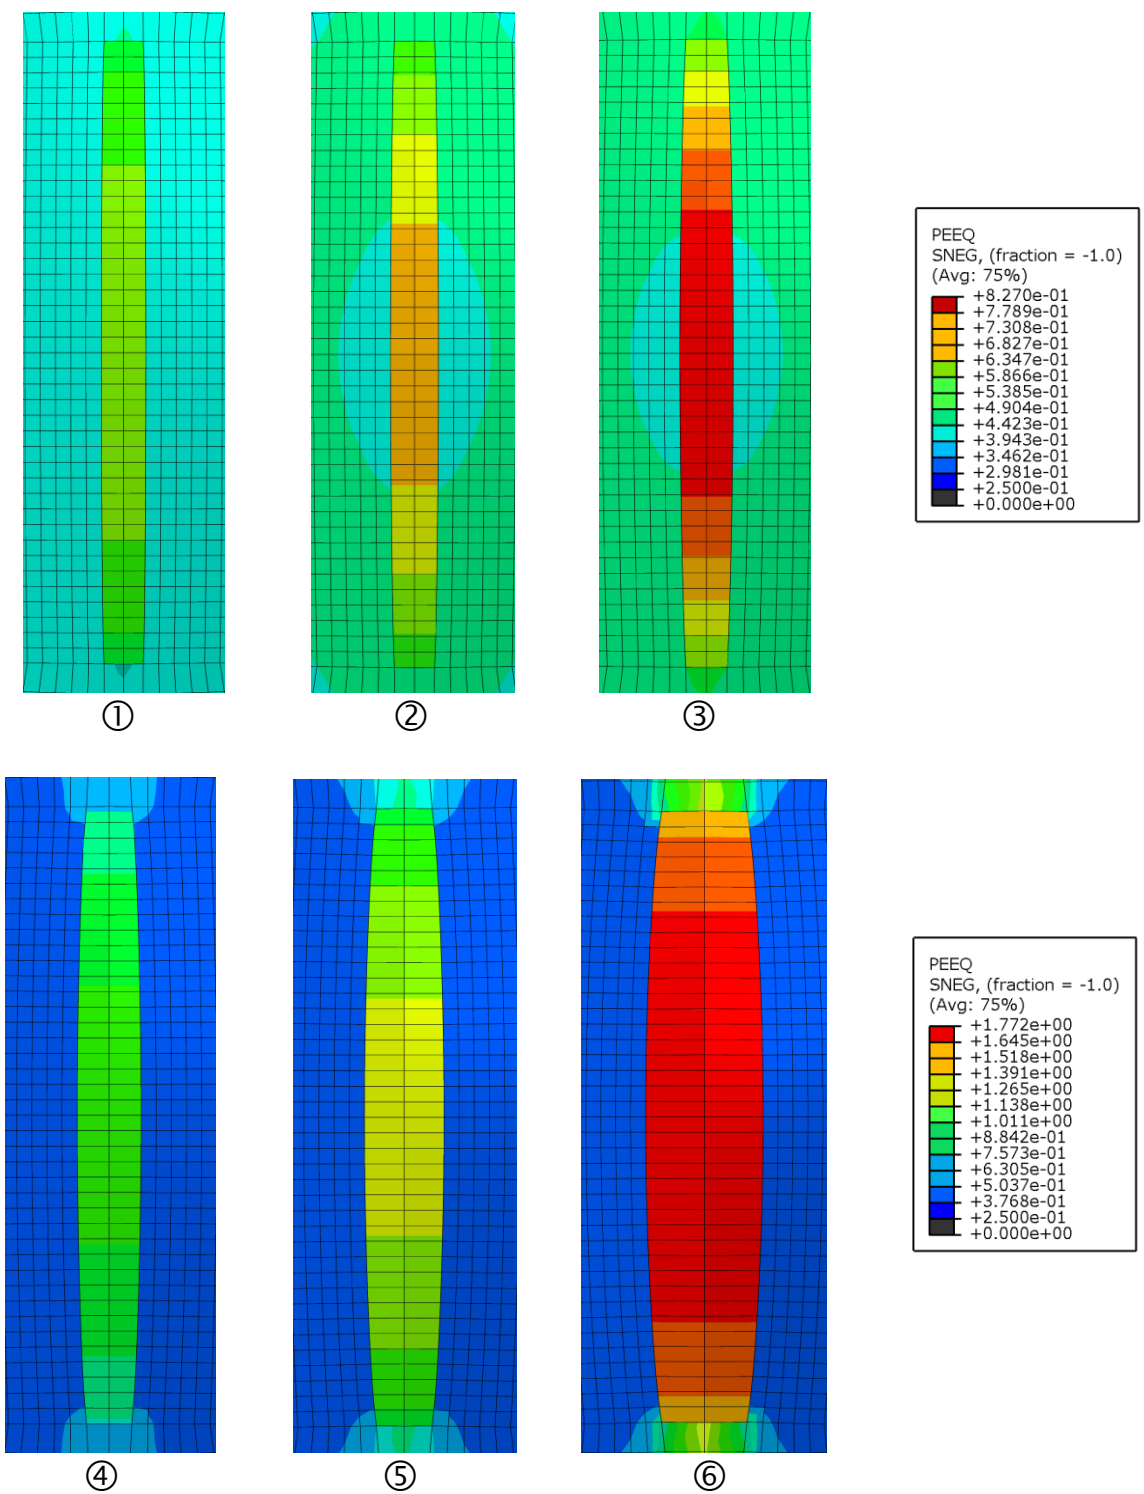 PEEQ
SNEG, (fraction = -1.0)
(Avg: 75%)
+8.270e-01
+7.789e-01
+7.308e-01
+6.827e-01
+6.347e-01
+5.866e-01
+5.385e-01
+4.904e-01
+4.423e-01
+3.943e-01
+3.462e-01
+2.981e-01
+2.500e-01
+0.000e+00
① ② ③
PEEQ
SNEG, (fraction = -1.0)
(Avg: 75%)
+1.772e+00
+1.645e+00
+1.518e+00
+1.391e+00
+1.265e+00
+1.138e+00
+1.011e+00
+8.842e-01
+7.573e-01
+6.305e-01
+5.037e-01
+3.768e-01
+2.500e-01
+0.000e+00
④ ⑤ ⑥